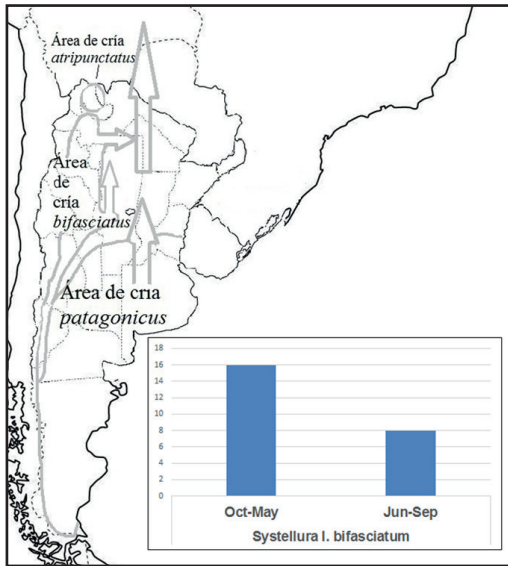 Área de cría
atripunctatus
Área
de
cría
bifasciatus
Área de cria
patagonicus
18
16
14
12
10
8
6
4
2
0
Oct-May Jun-Sep
Systellura l. bifasciatum